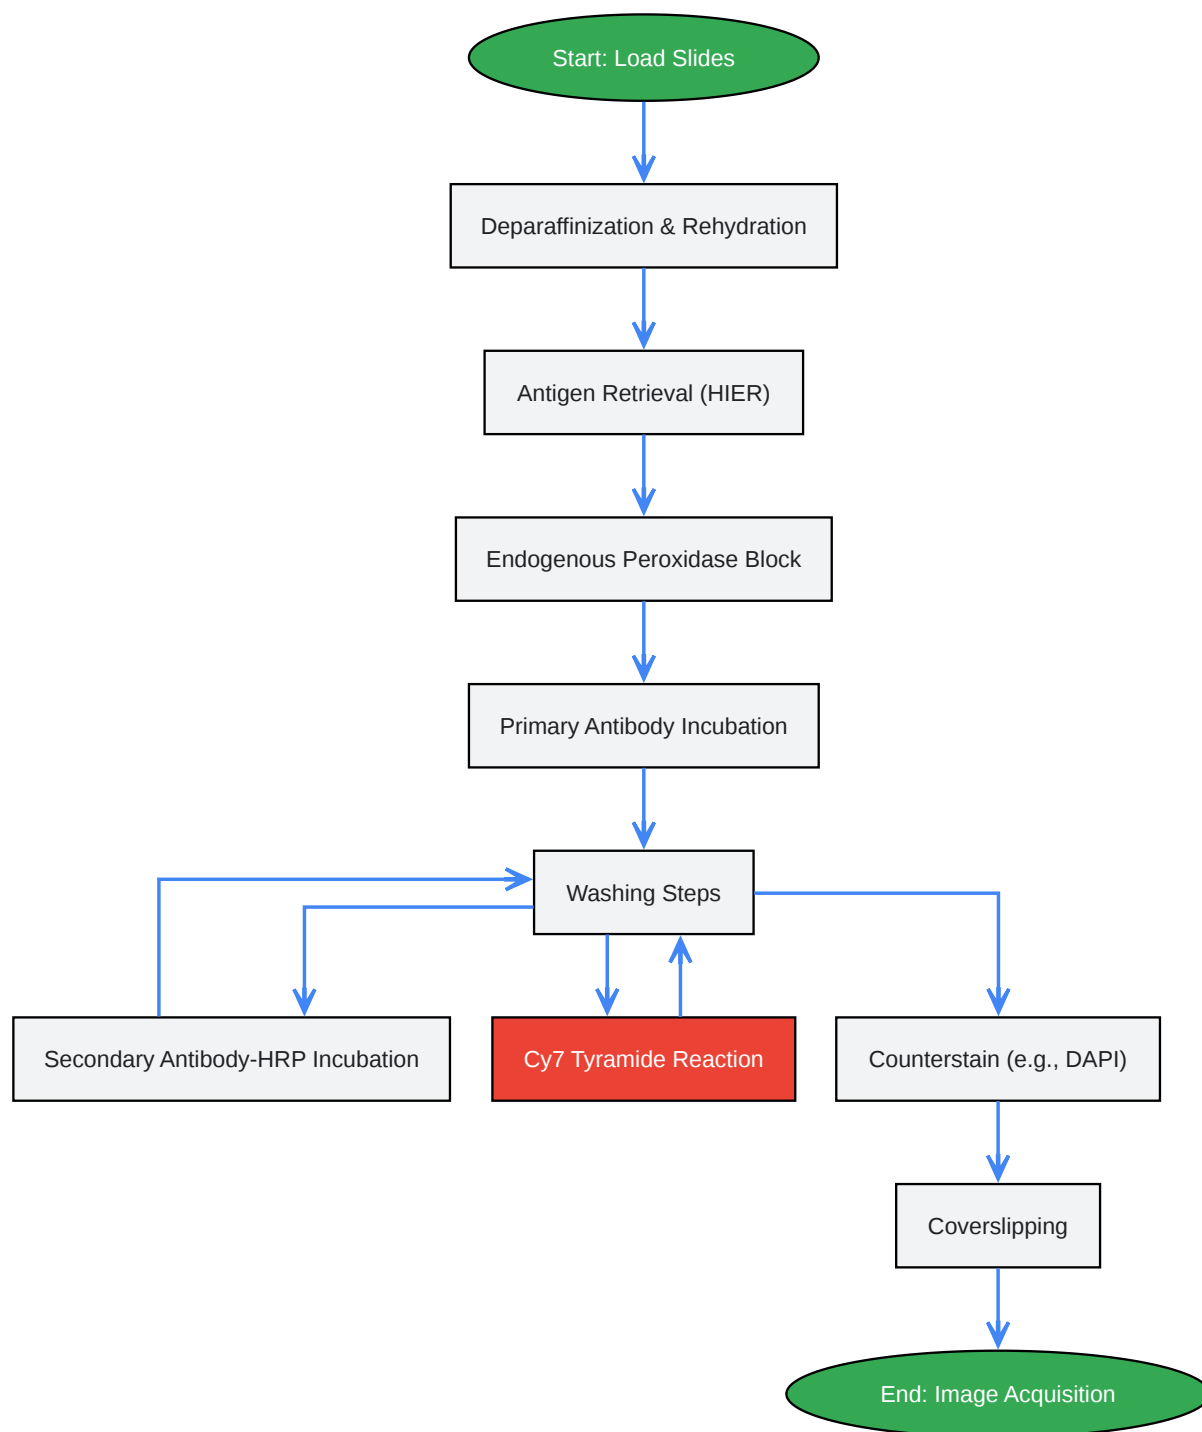 Start: Load Slides
Deparaffinization & Rehydration
Antigen Retrieval (HIER)
Endogenous Peroxidase Block
Primary Antibody Incubation
Washing Steps
Secondary Antibody-HRP Incubation
Cy7 Tyramide Reaction
Counterstain (e.g., DAPI)
Coverslipping
End: Image Acquisition